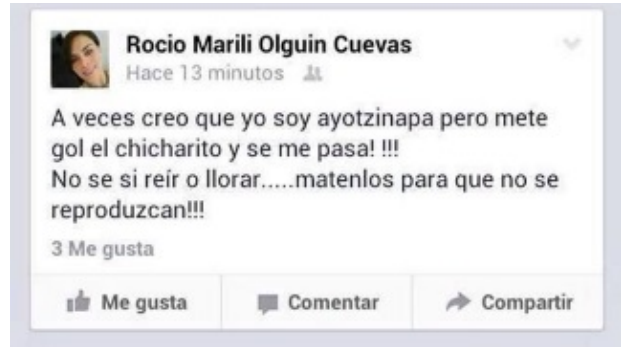 Rocio Marili Olguin Cuevas
Hace 13 minutos
A veces creo que yo soy ayotzinapa pero mete
gol el chicharito y se me pasa! !!!
No se si reír o llorar.....matenlos para que no se
reproduzcan!!!
3 Me gusta
Me gusta
Comentar
Compartir